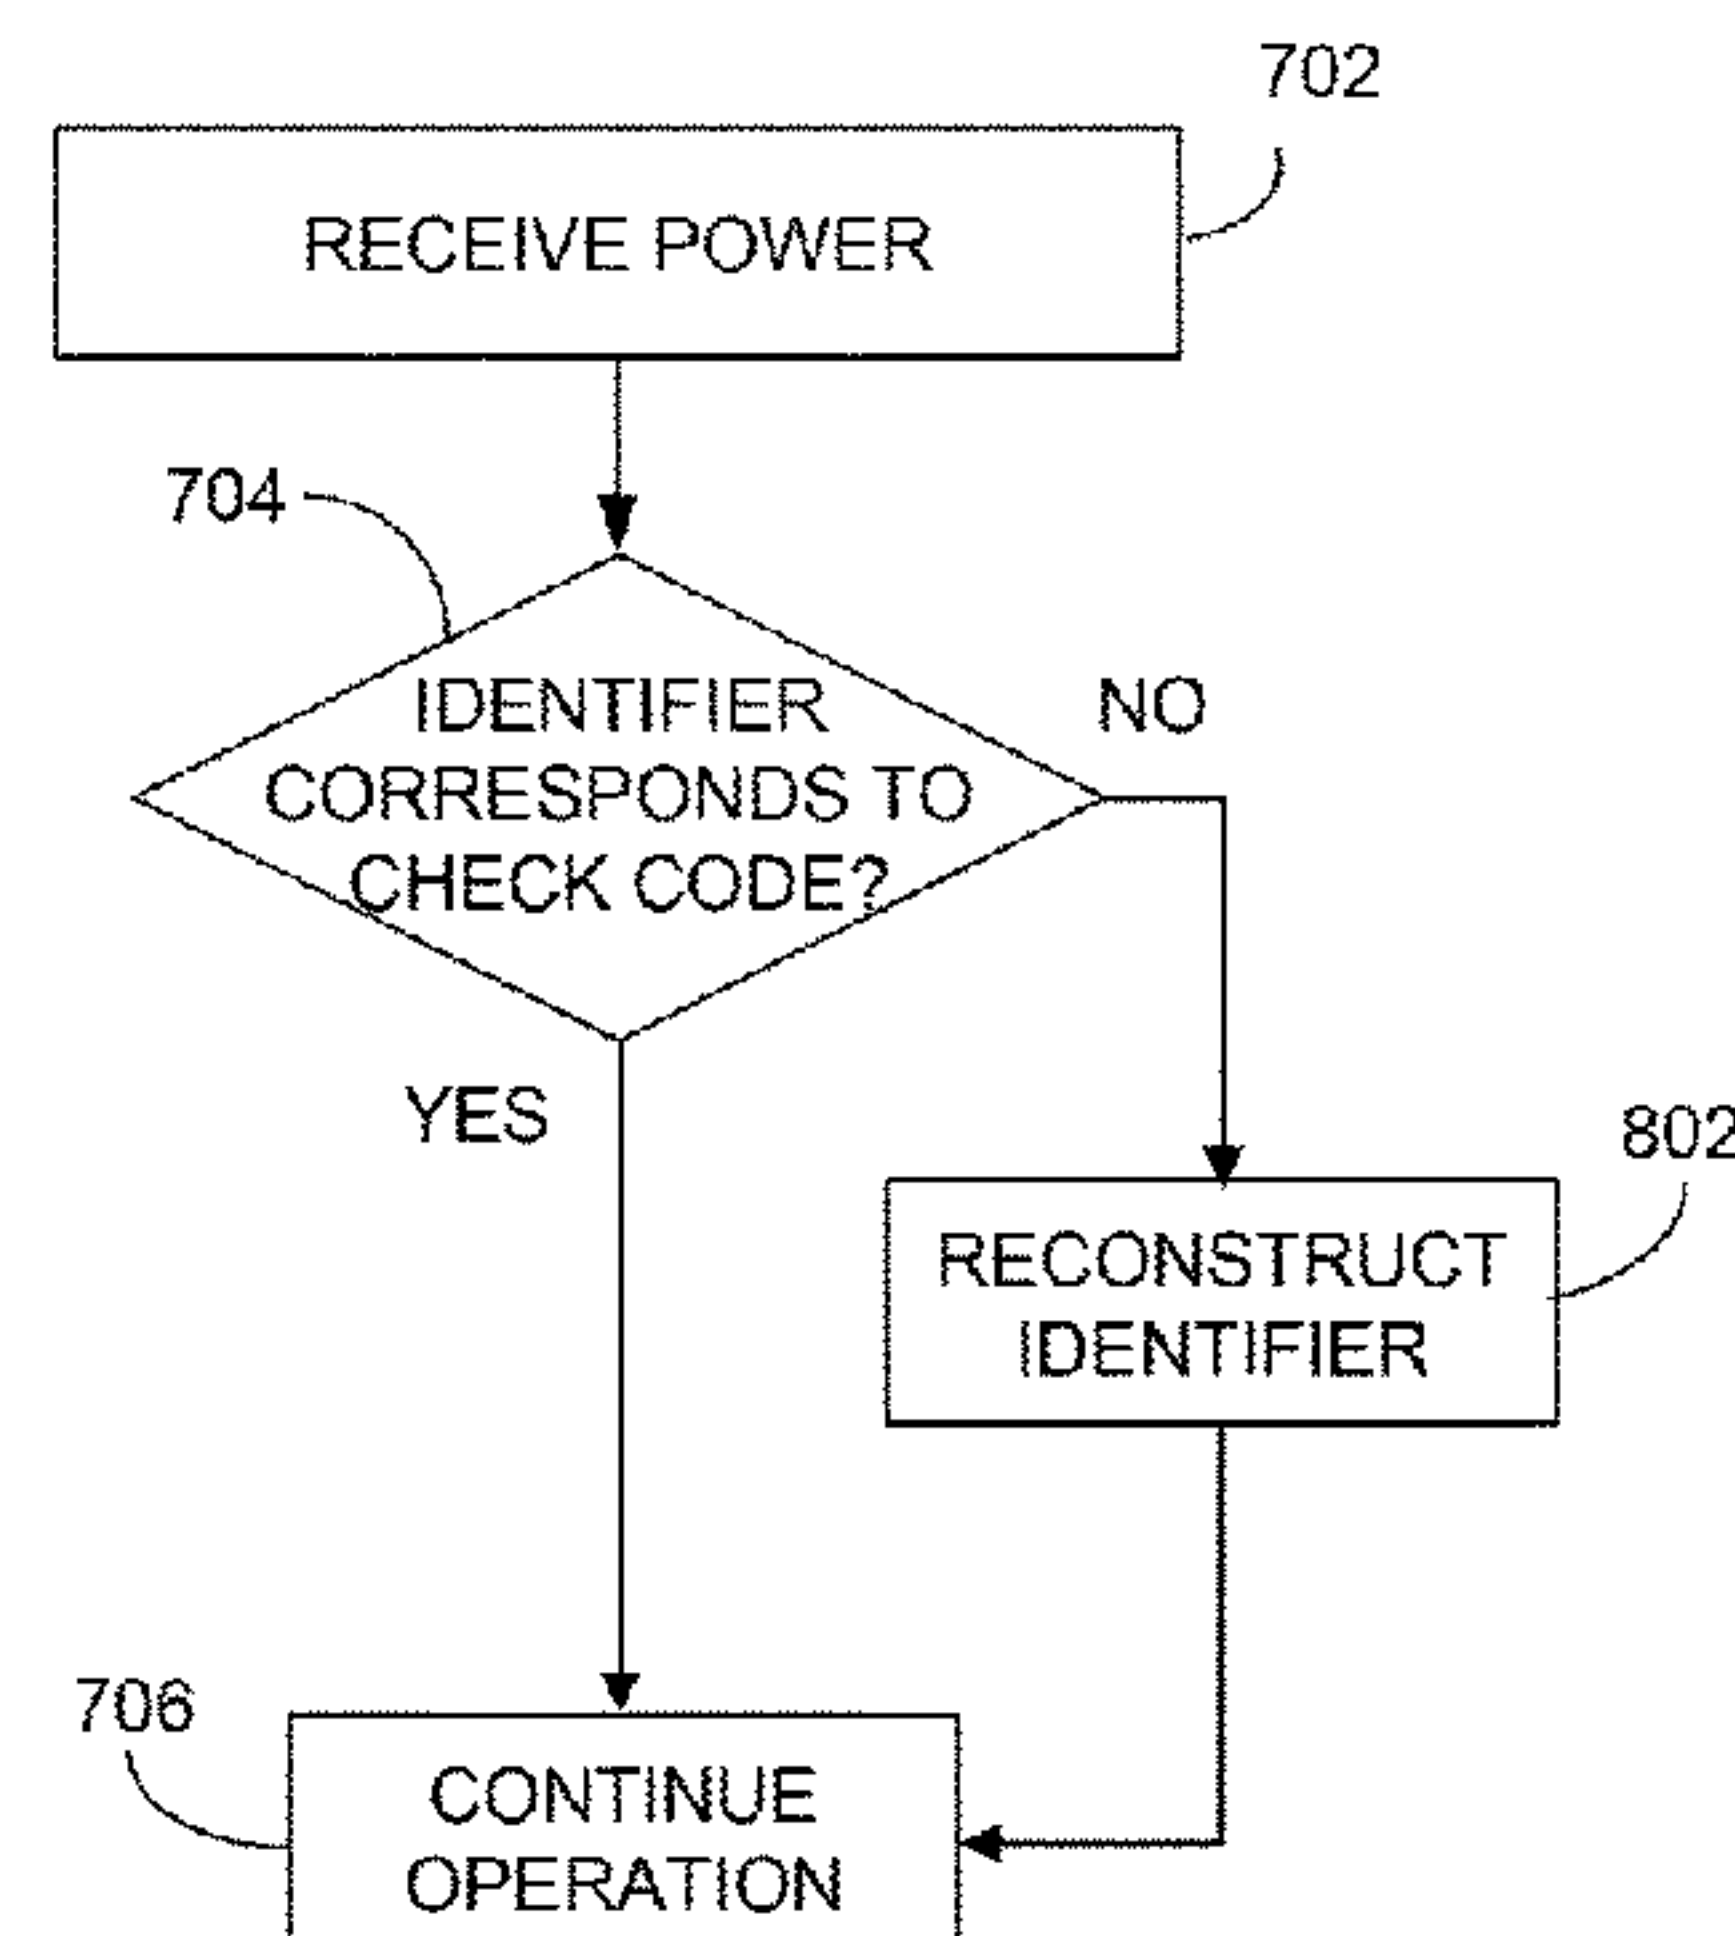 702
RECEIVE POWER
704
IDENTIFIER
CORRESPONDS TO
CHECK CODE?
NO
YES
802
RECONSTRUCT
IDENTIFIER
706
CONTINUE
OPERATION